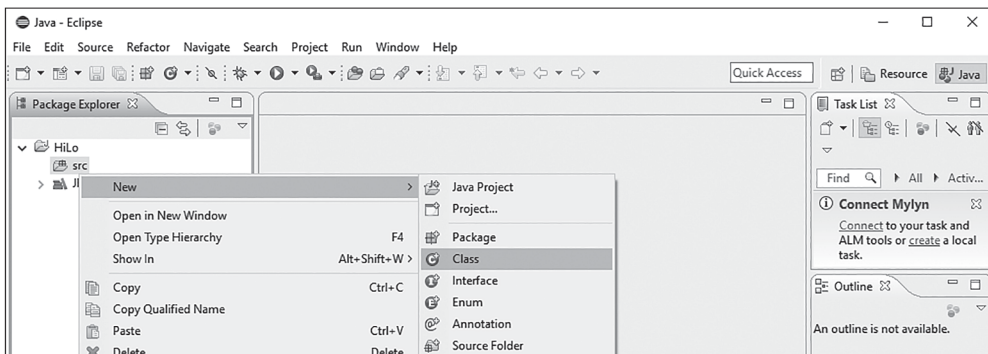 Java - Eclipse
File Edit Source Refactor Navigate Search Project Run Window Help
Quick Access
Resource
Java
Package Explorer
Task List
HiLo
src
New
Open in New Window
Open Type Hierarchy F4
Show In Alt+Shift+W >
Copy Ctrl+C
Copy Qualified Name
Paste Ctrl+V
Delete Delete
Java Project
Project...
Package
Class
Interface
Enum
Annotation
Source Folder
Find All Activ...
Connect Mylyn
Connect to your task and
ALM tools or create a local
task.
Outline
An outline is not available.